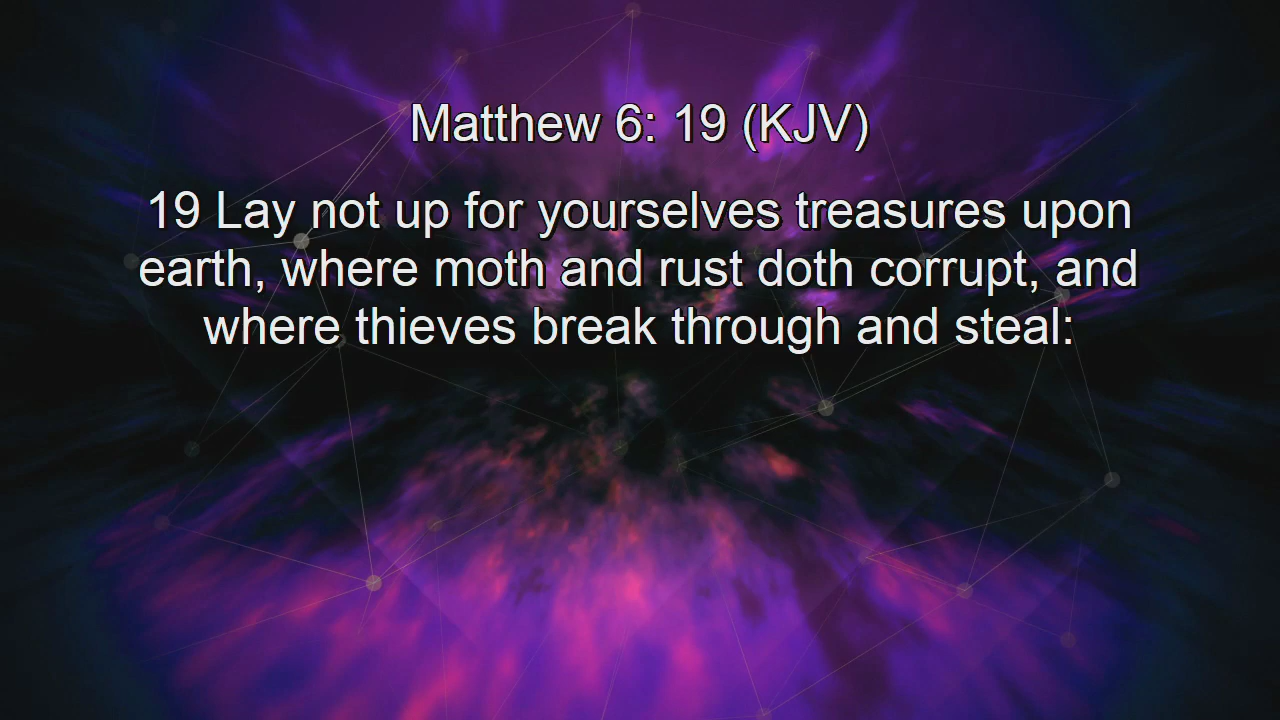 Matthew 6: 19 (KJV)
19 Lay not up for yourselves treasures upon
earth, where moth and rust doth corrupt, and
where thieves break through and steal: